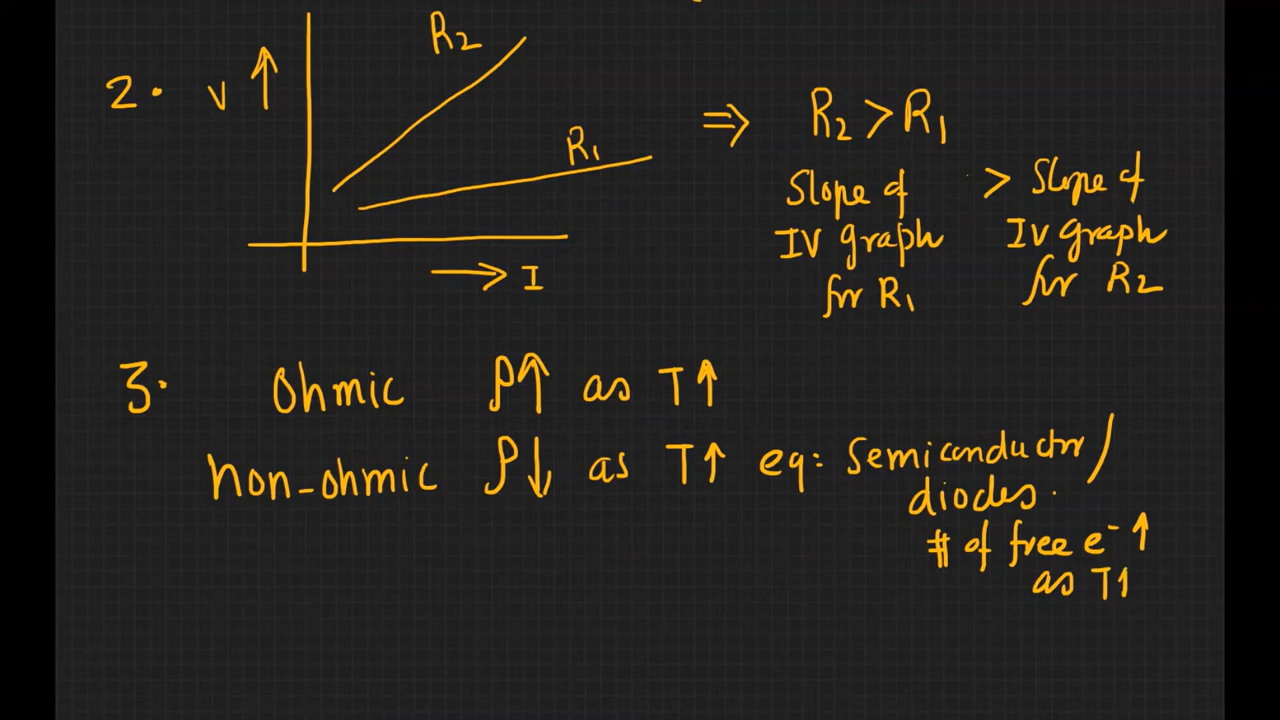 R2
2. V ↑
R1
→ I
⇒ R2 > R1
Slope of IV graph for R1 > Slope of IV graph for R2
3. Ohmic ρ↑ as T↑
non-ohmic ρ↓ as T↑ eq: Semiconductor/
diodes.
# of free e⁻ ↑
as T↑